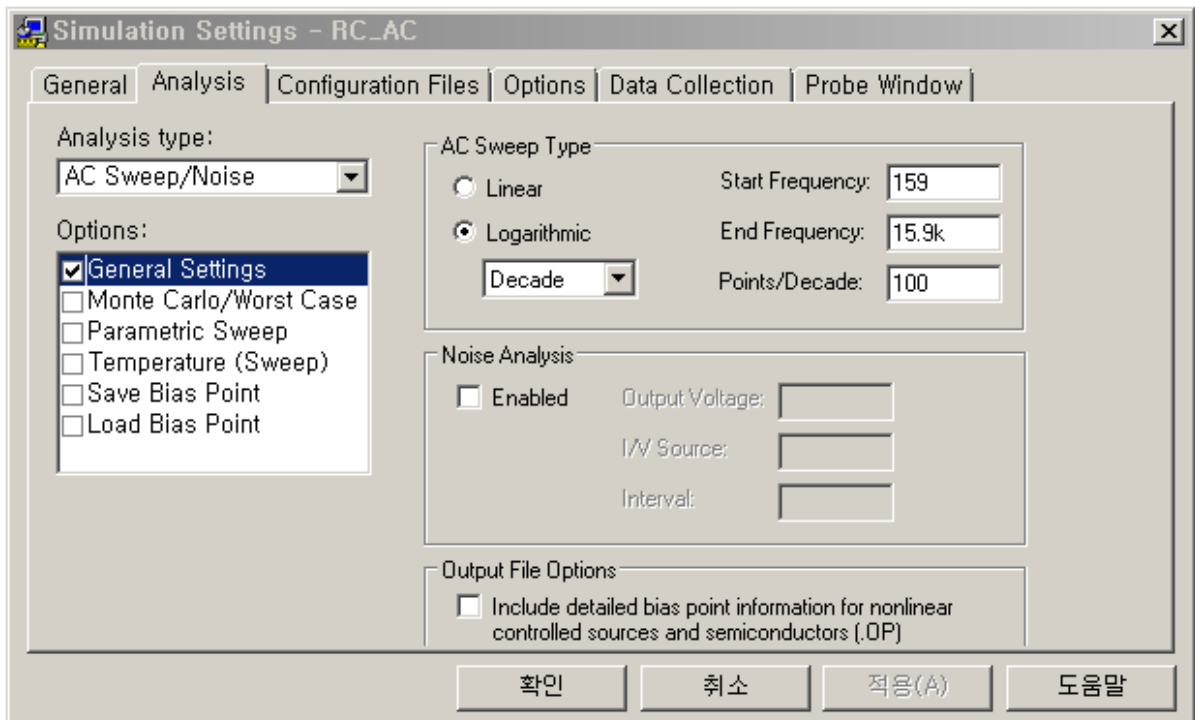 Simulation Settings - RC_AC
General Analysis Configuration Files Options Data Collection Probe Window
Analysis type:
AC Sweep/Noise
Options:
General Settings
Monte Carlo/Worst Case
Parametric Sweep
Temperature (Sweep)
Save Bias Point
Load Bias Point
AC Sweep Type
Linear
Logarithmic
Decade
Start Frequency: 159
End Frequency: 15.9k
Points/Decade: 100
Noise Analysis
Enabled
Output Voltage:
I/V Source:
Interval:
Output File Options
Include detailed bias point information for nonlinear
controlled sources and semiconductors (.OP)
확인 취소 적용(A) 도움말